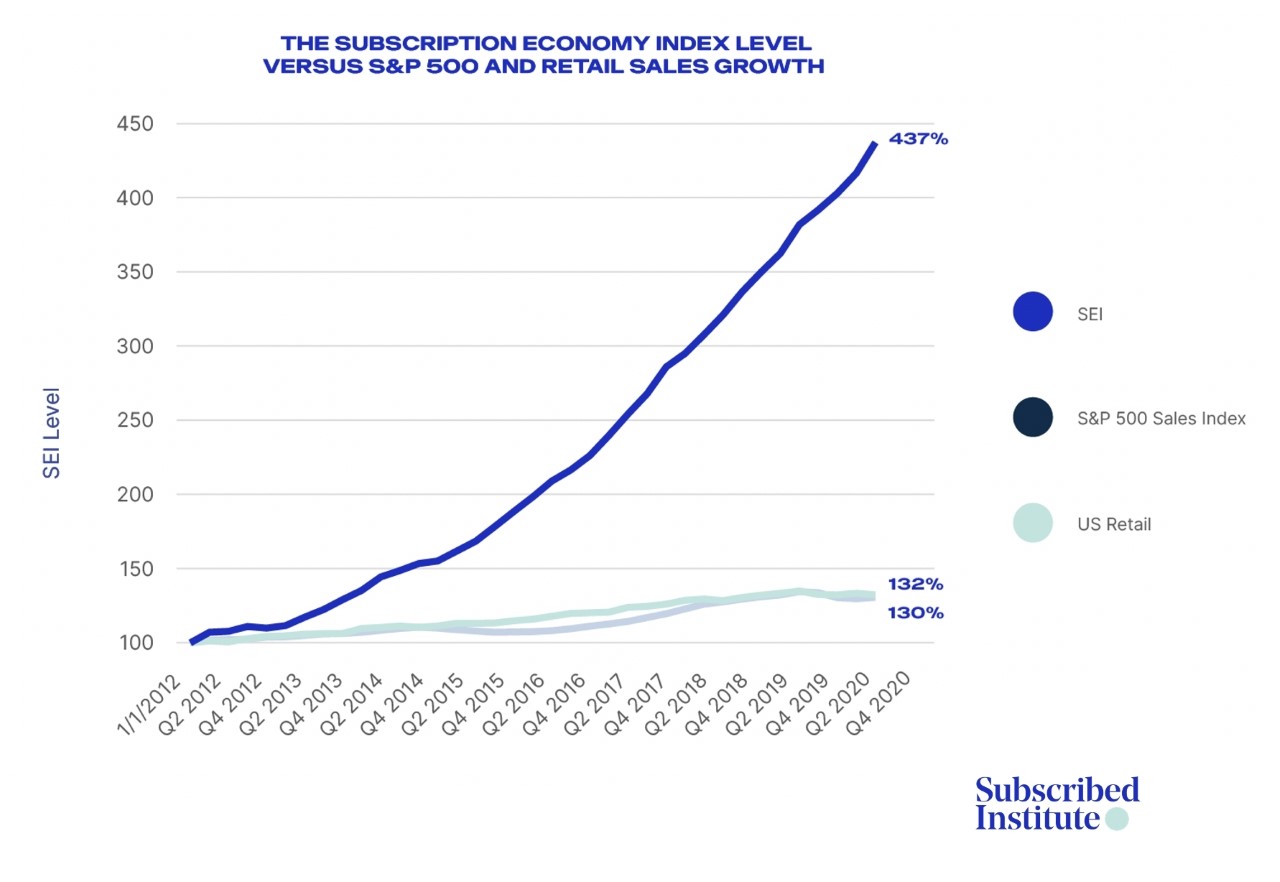 THE SUBSCRIPTION ECONOMY INDEX LEVEL
VERSUS S&P 500 AND RETAIL SALES GROWTH
SEI Level
450
400
350
300
250
200
150
100
437%
132%
130%
1/1/2012
Q2 2012
Q4 2012
Q2 2013
Q4 2013
Q2 2014
Q4 2014
Q2 2015
Q4 2015
Q2 2016
Q4 2016
Q2 2017
Q4 2017
Q2 2018
Q4 2018
Q2 2019
Q4 2019
Q2 2020
Q4 2020
SEI
S&P 500 Sales Index
US Retail
Subscribed
Institute